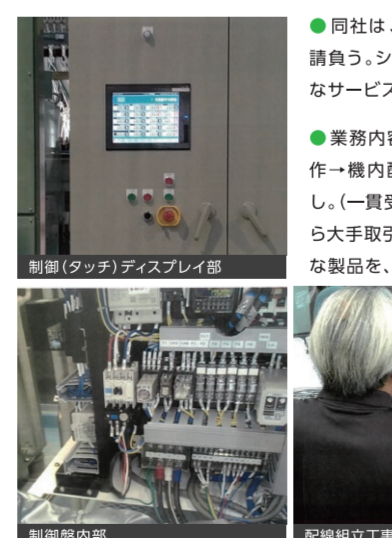 ● 同社は、
請負う。シ
なサービス
● 業務内容
作→機内配
し。(一貫受
ら大手取引
な製品を、
制御(タッチ)ディスプレイ部
制御盤内部
配線組立工事